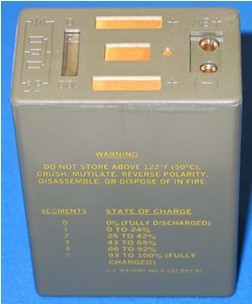 WARNING
DO NOT STORE ABOVE 122°F (50°C),
CRUSH, MUTILATE, REVERSE POLARITY,
DISASSEMBLE, OR DISPOSE OF IN FIRE.
SEGMENTS STATE OF CHARGE
0 0% (FULLY DISCHARGED)
1 0 TO 24%
2 25 TO 42%
3 43 TO 65%
4 66 TO 92%
5 93 TO 100% (FULLY
CHARGED)
U.S. PATENT NO.